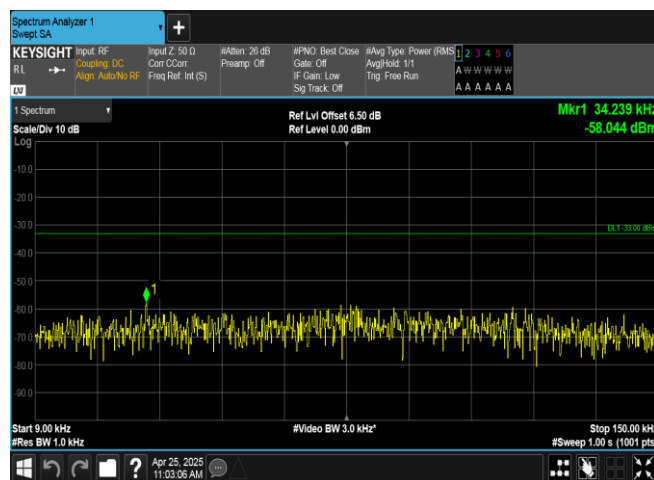 Spectrum Analyzer 1
Swept SA
+
KEYSIGHT
RL
LXI
Input: RF
Coupling: DC
Align: Auto/No RF
Input Z: 50 Ω
Corr CCorr
Freq Ref: Int (S)
#Atten: 26 dB
Preamp: Off
#PNO: Best Close
Gate: Off
IF Gain: Low
Sig Track: Off
#Avg Type: Power (RMS
Avg|Hold: 1/1
Trig: Free Run
1 2 3 4 5 6
A W W W W W
A A A A A A
1 Spectrum
Scale/Div 10 dB
Log
Ref Lvl Offset 6.50 dB
Ref Level 0.00 dBm
Mkr1 34.239 kHz
-58.044 dBm
-10.0
-20.0
DL1 -33.00 dBm
-40.0
-50.0
1
-60.0
-70.0
-80.0
-90.0
Start 9.00 kHz
#Video BW 3.0 kHz*
Stop 150.00 kHz
#Res BW 1.0 kHz
#Sweep 1.00 s (1001 pts
?
Apr 25, 2025
11:03:06 AM